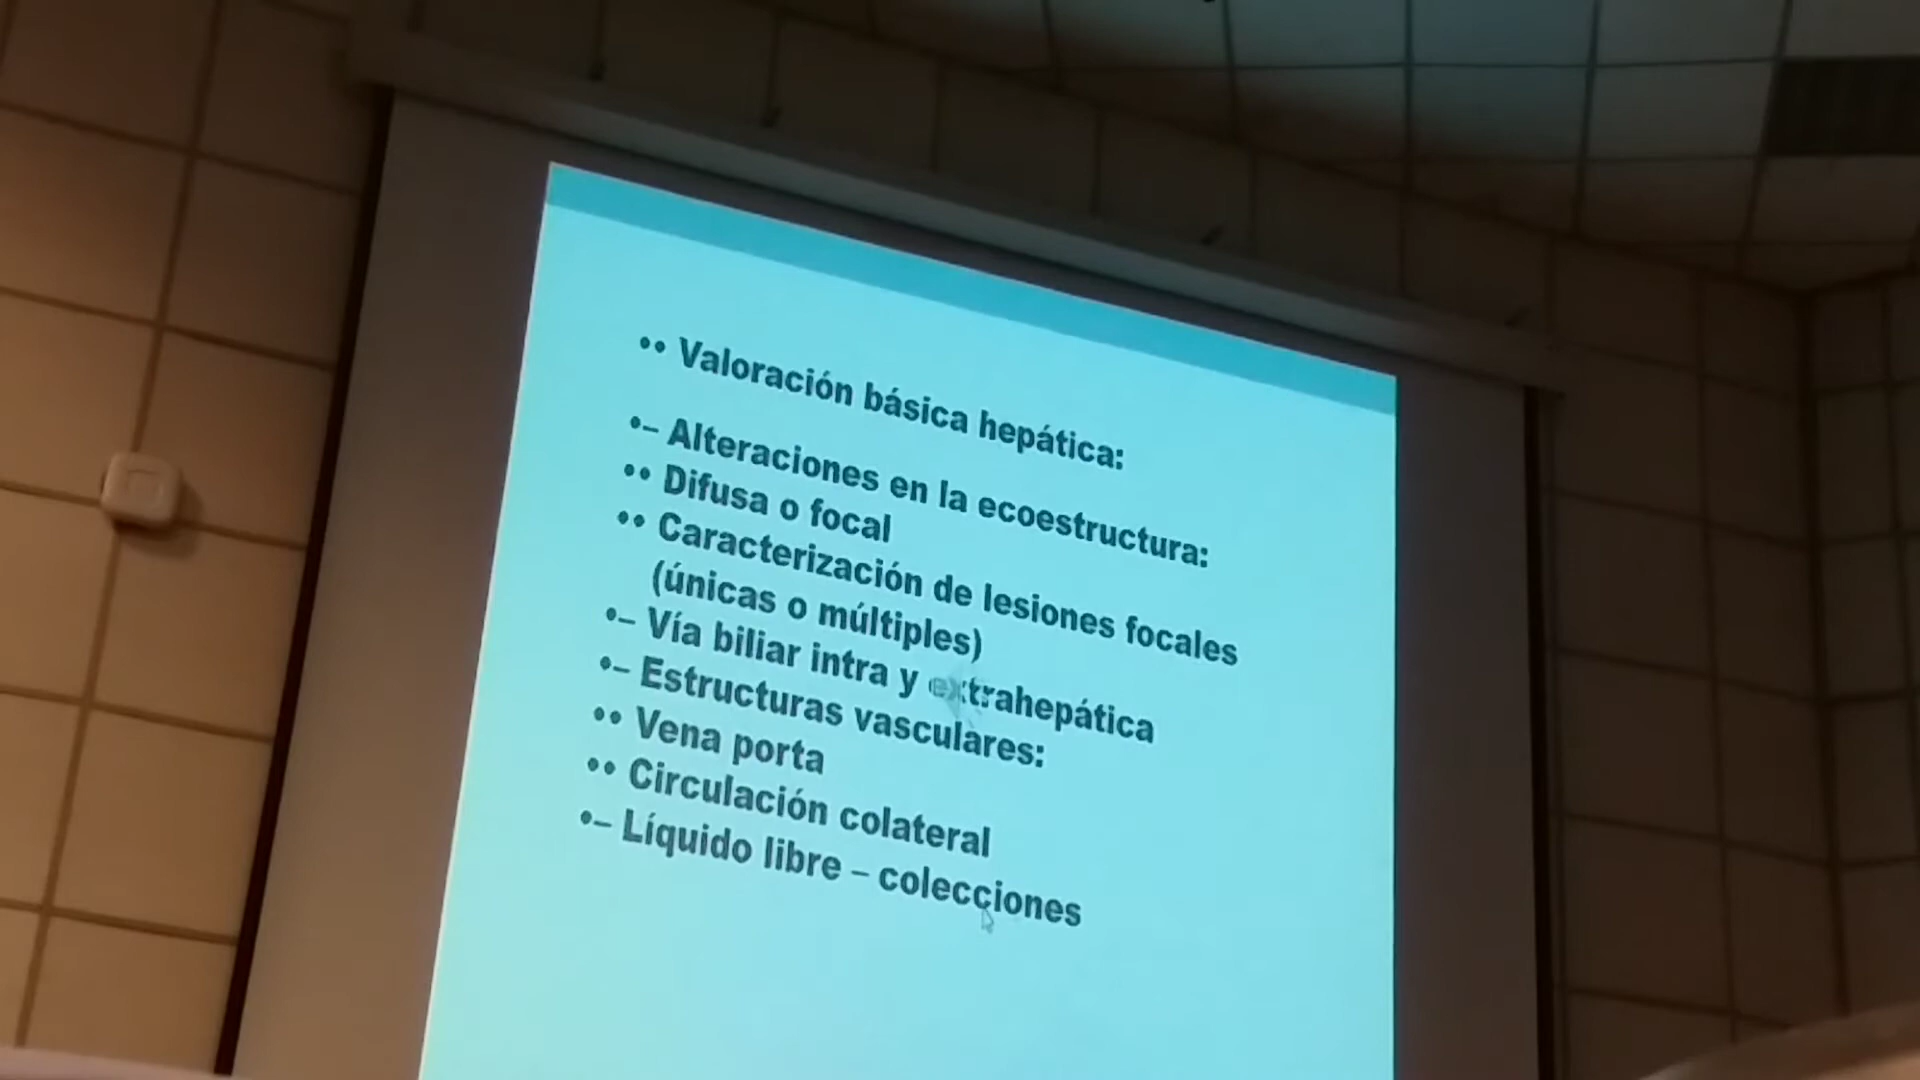 •• Valoración básica hepática:
•– Alteraciones en la ecoestructura:
•• Difusa o focal
•• Caracterización de lesiones focales
(únicas o múltiples)
•– Vía biliar intra y extrahepática
•– Estructuras vasculares:
•• Vena porta
•• Circulación colateral
•– Líquido libre – colecciones